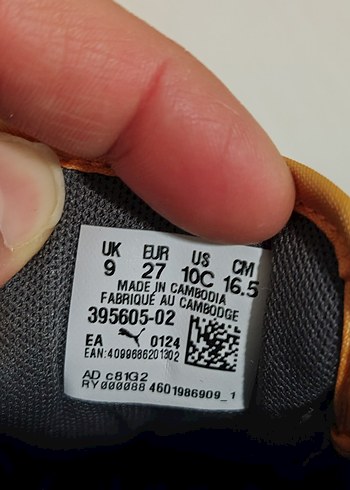 UK EUR US CM
9 27 10C 16.5
MADE IN CAMBODIA
FABRIQUÉ AU CAMBODGE
395605-02
EA 0124
EAN:4099686201302
AD c81G2
RY000088 4601986909_1